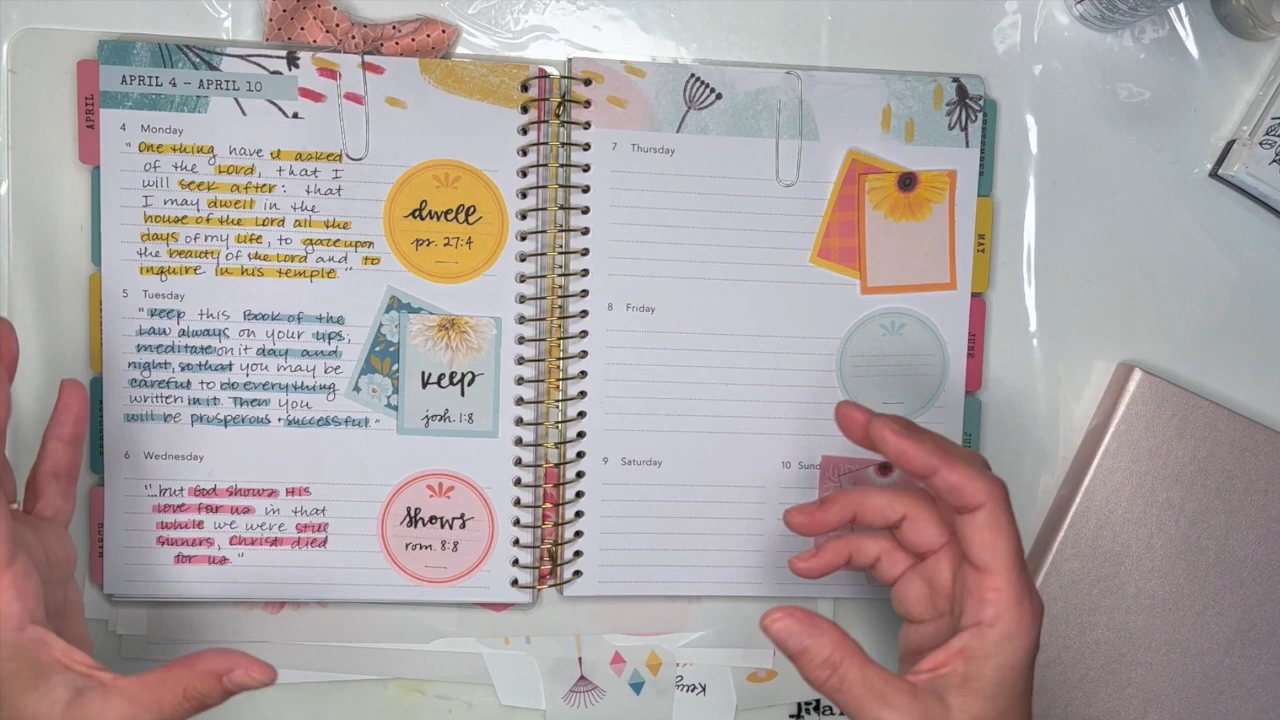 APRIL 4 – APRIL 10
APRIL
4 Monday
"One thing have I asked
of the Lord, that I
will seek after: that
I may dwell in the
house of the Lord all the
days of my life, to gaze upon
the beauty of the Lord and to
inquire in his temple."
dwell
ps. 27:4
5 Tuesday
"Keep this Book of the
Law always on your lips;
meditate on it day and
night, so that you may be
careful to do everything
written in it. Then you
will be prosperous + successful."
keep
josh. 1:8
6 Wednesday
"...but God shows His
love for us in that
while we were still
sinners, Christ died
for us."
shows
rom. 8:8
MARCH
7 Thursday
8 Friday
9 Saturday
10 Sund
SEPTEMBER
MAY
JUNE